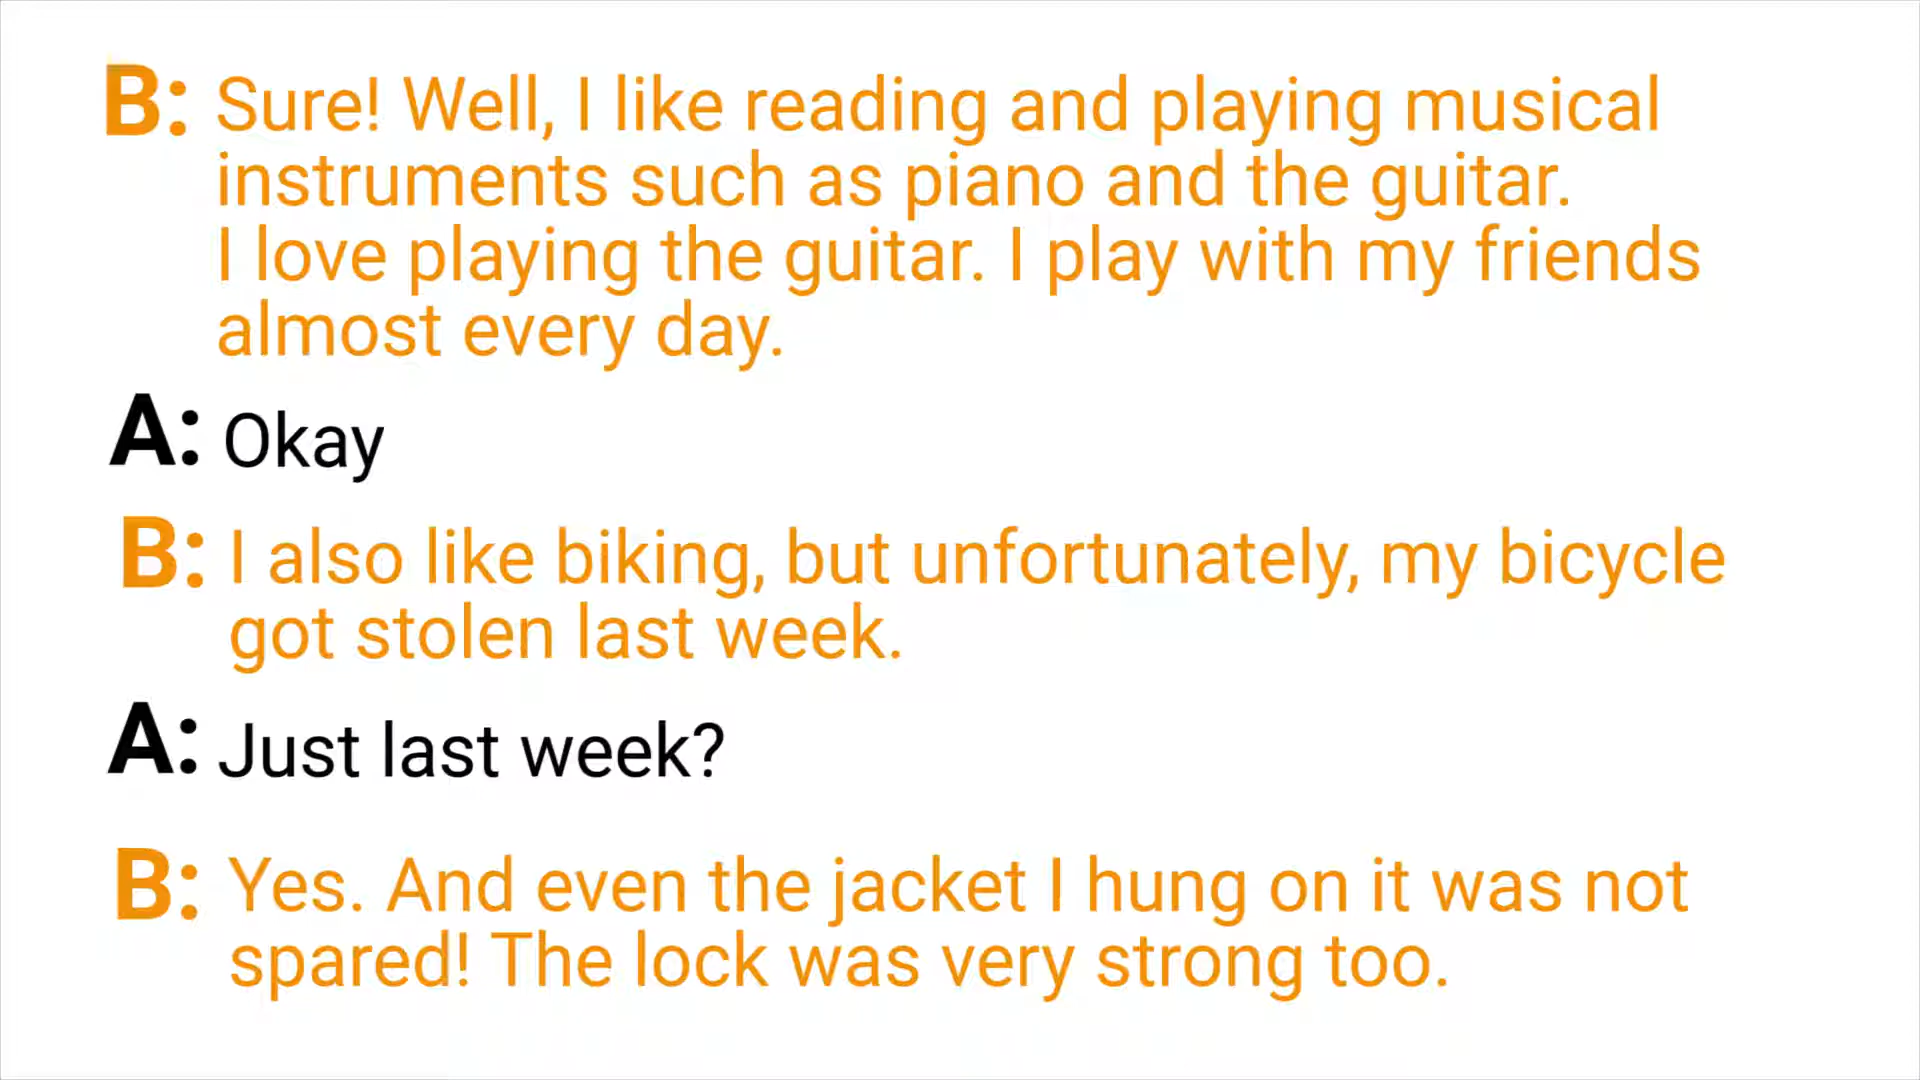 B: Sure! Well, I like reading and playing musical
instruments such as piano and the guitar.
I love playing the guitar. I play with my friends
almost every day.
A: Okay
B: I also like biking, but unfortunately, my bicycle
got stolen last week.
A: Just last week?
B: Yes. And even the jacket I hung on it was not
spared! The lock was very strong too.